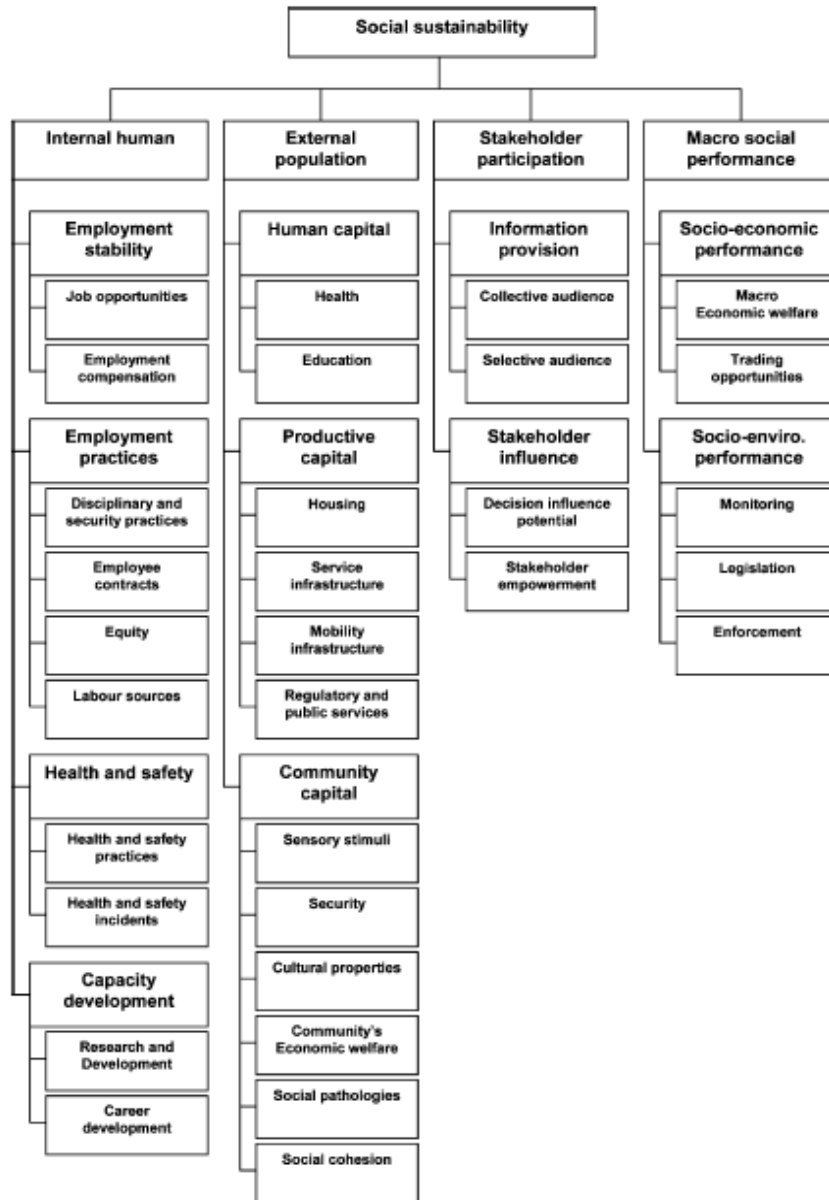 Social sustainability
Internal human
Employment
stability
Job opportunities
Employment
compensation
Employment
practices
Disciplinary and
security practices
Employee
contracts
Equity
Labour sources
Health and safety
Health and safety
practices
Health and safety
incidents
Capacity
development
Research and
Development
Career
development
External
population
Human capital
Health
Education
Productive
capital
Housing
Service
infrastructure
Mobility
infrastructure
Regulatory and
public services
Community
capital
Sensory stimuli
Security
Cultural properties
Community's
Economic welfare
Social pathologies
Social cohesion
Stakeholder
participation
Information
provision
Collective audience
Selective audience
Stakeholder
influence
Decision influence
potential
Stakeholder
empowerment
Macro social
performance
Socio-economic
performance
Macro
Economic welfare
Trading
opportunities
Socio-enviro.
performance
Monitoring
Legislation
Enforcement